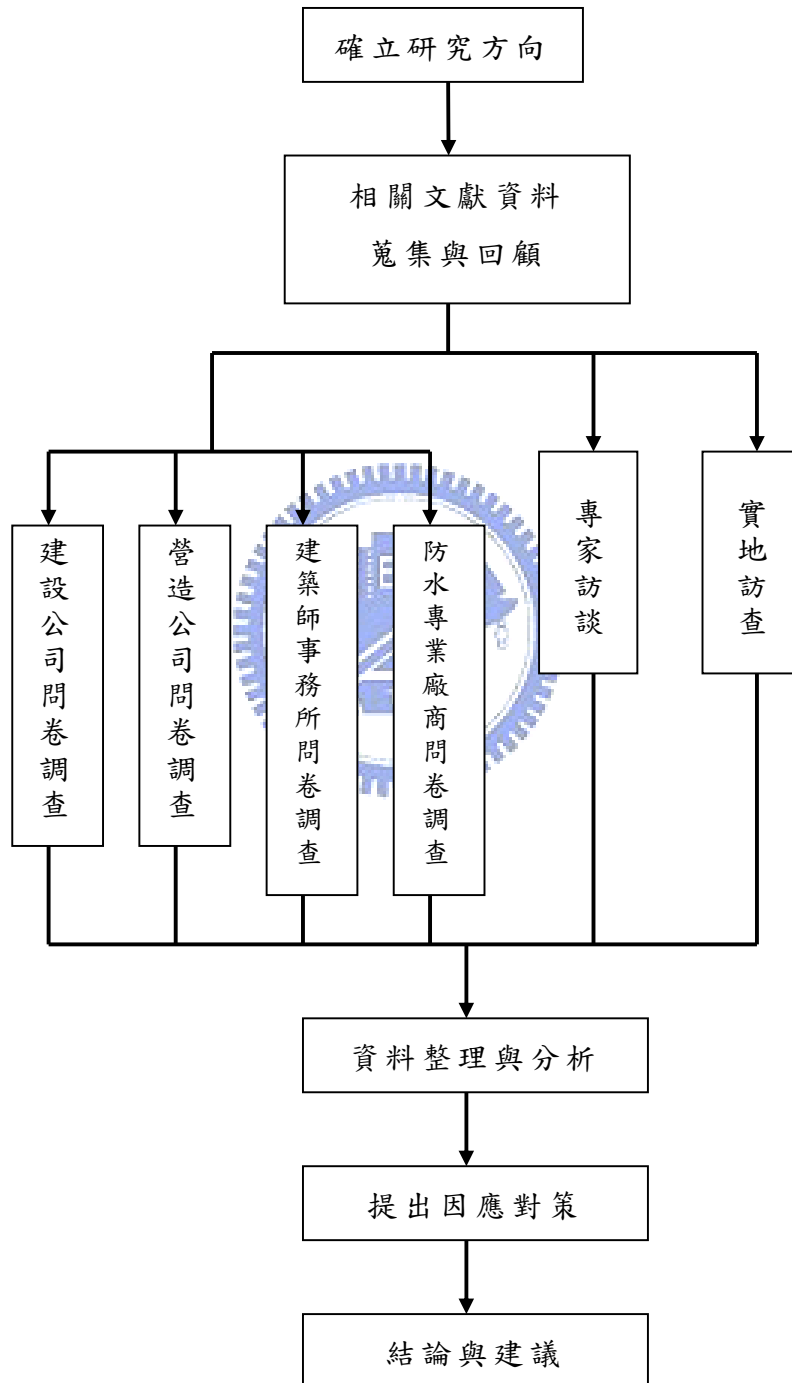 確立研究方向
相關文獻資料
蒐集與回顧
建設公司問卷調查
營造公司問卷調查
建築師事務所問卷調查
防水專業廠商問卷調查
專家訪談
實地訪查
資料整理與分析
提出因應對策
結論與建議